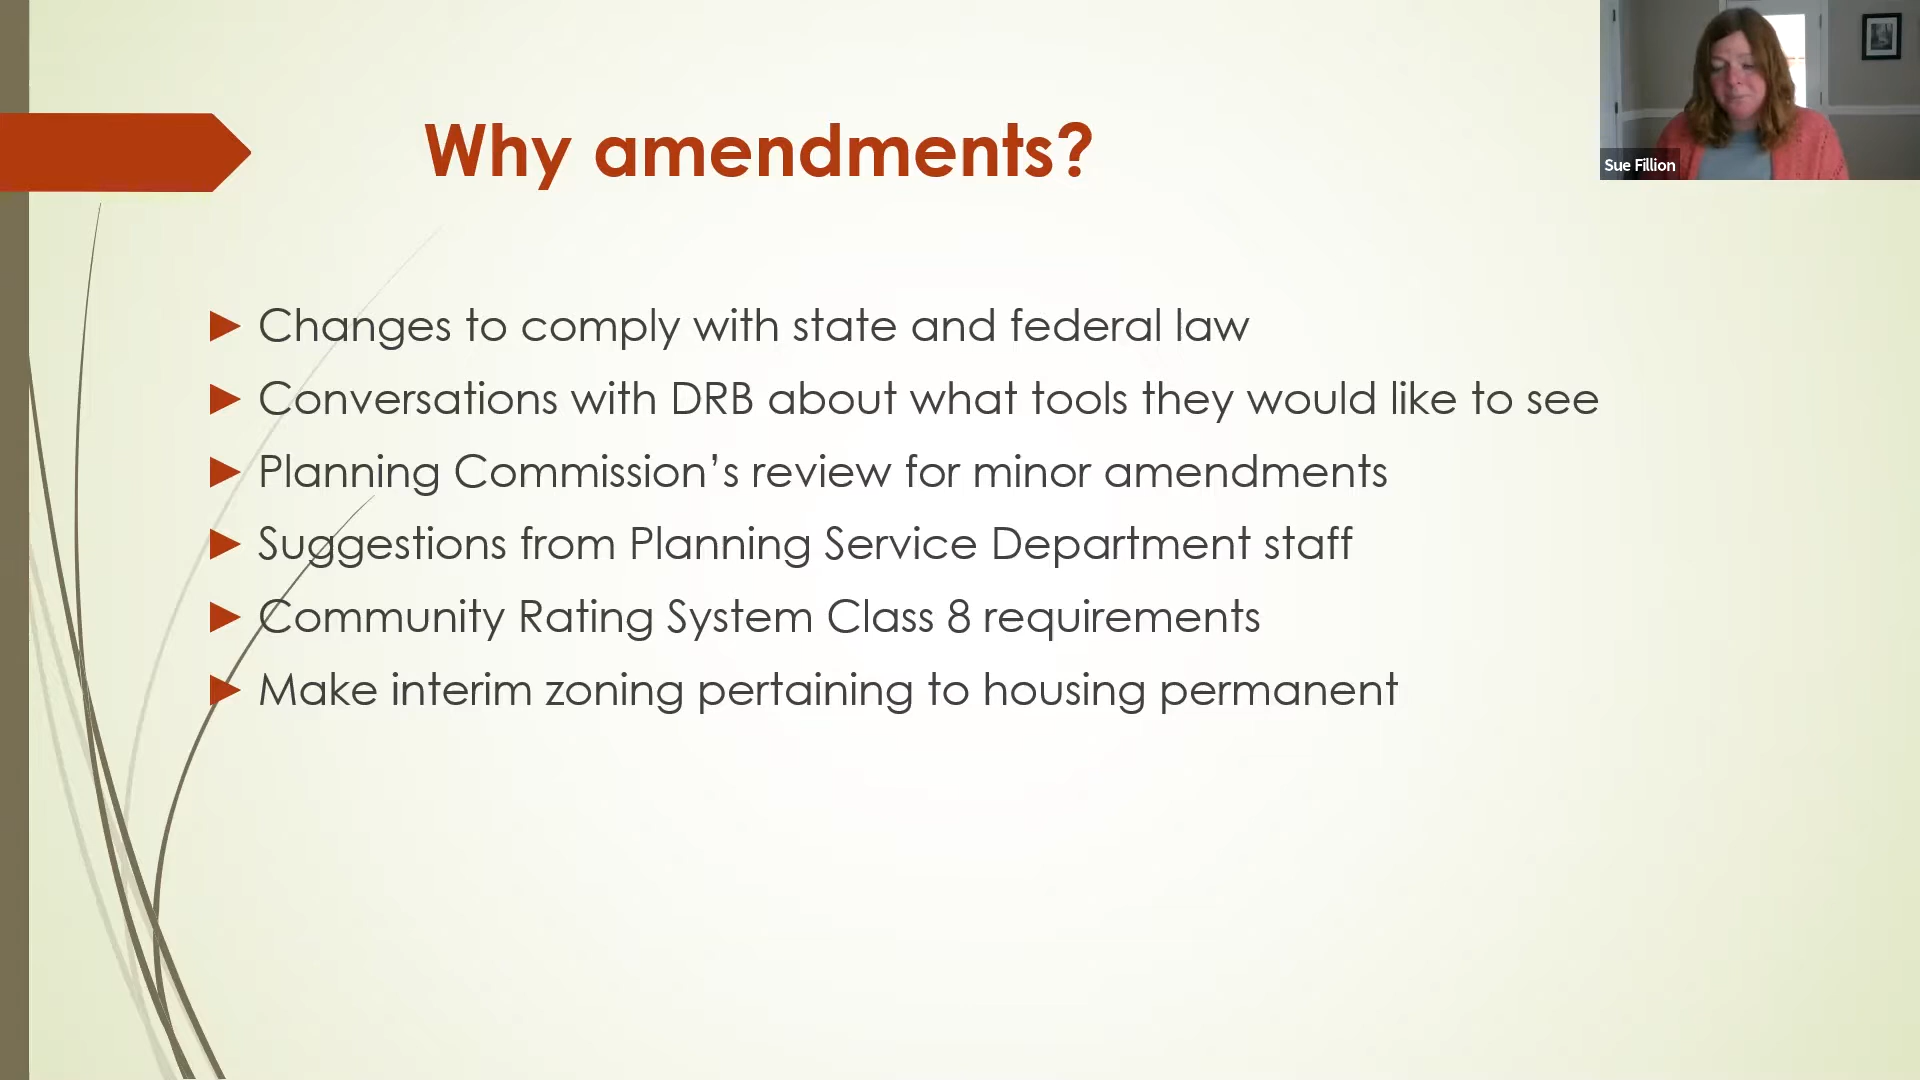 Why amendments?
Sue Fillion
Changes to comply with state and federal law
Conversations with DRB about what tools they would like to see
Planning Commission’s review for minor amendments
Suggestions from Planning Service Department staff
Community Rating System Class 8 requirements
Make interim zoning pertaining to housing permanent